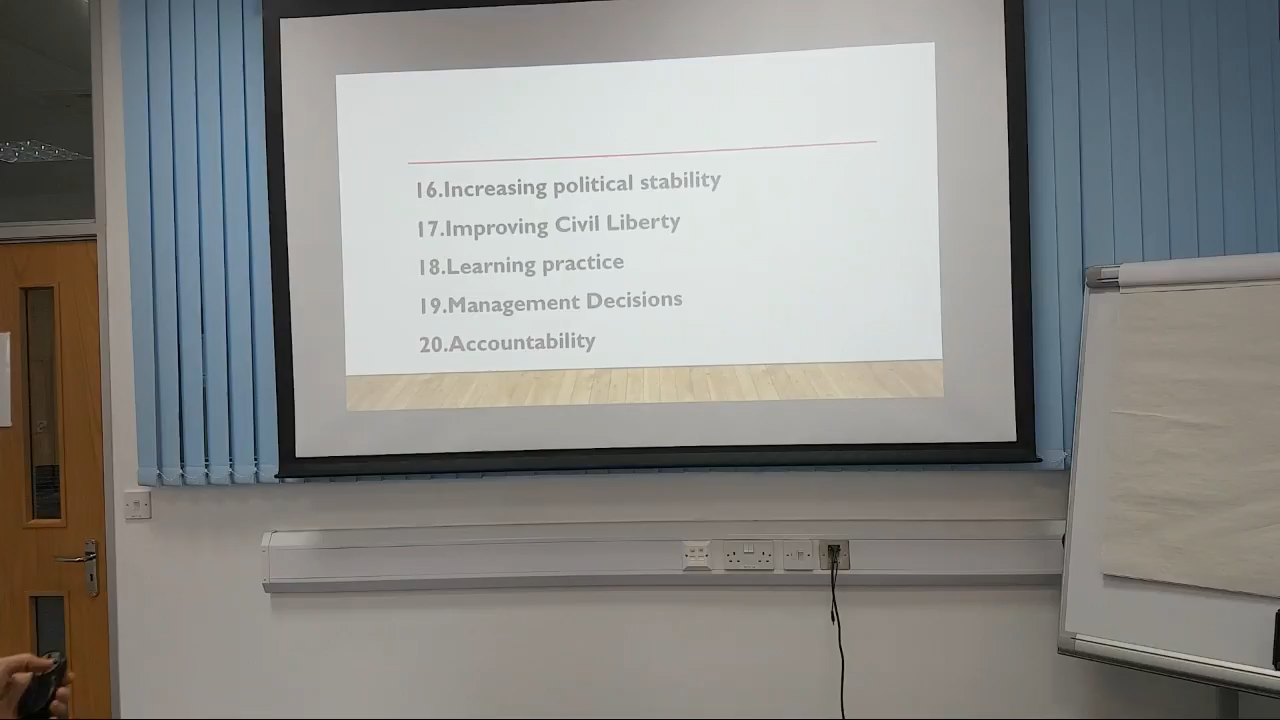 16.Increasing political stability
17.Improving Civil Liberty
18.Learning practice
19.Management Decisions
20.Accountability